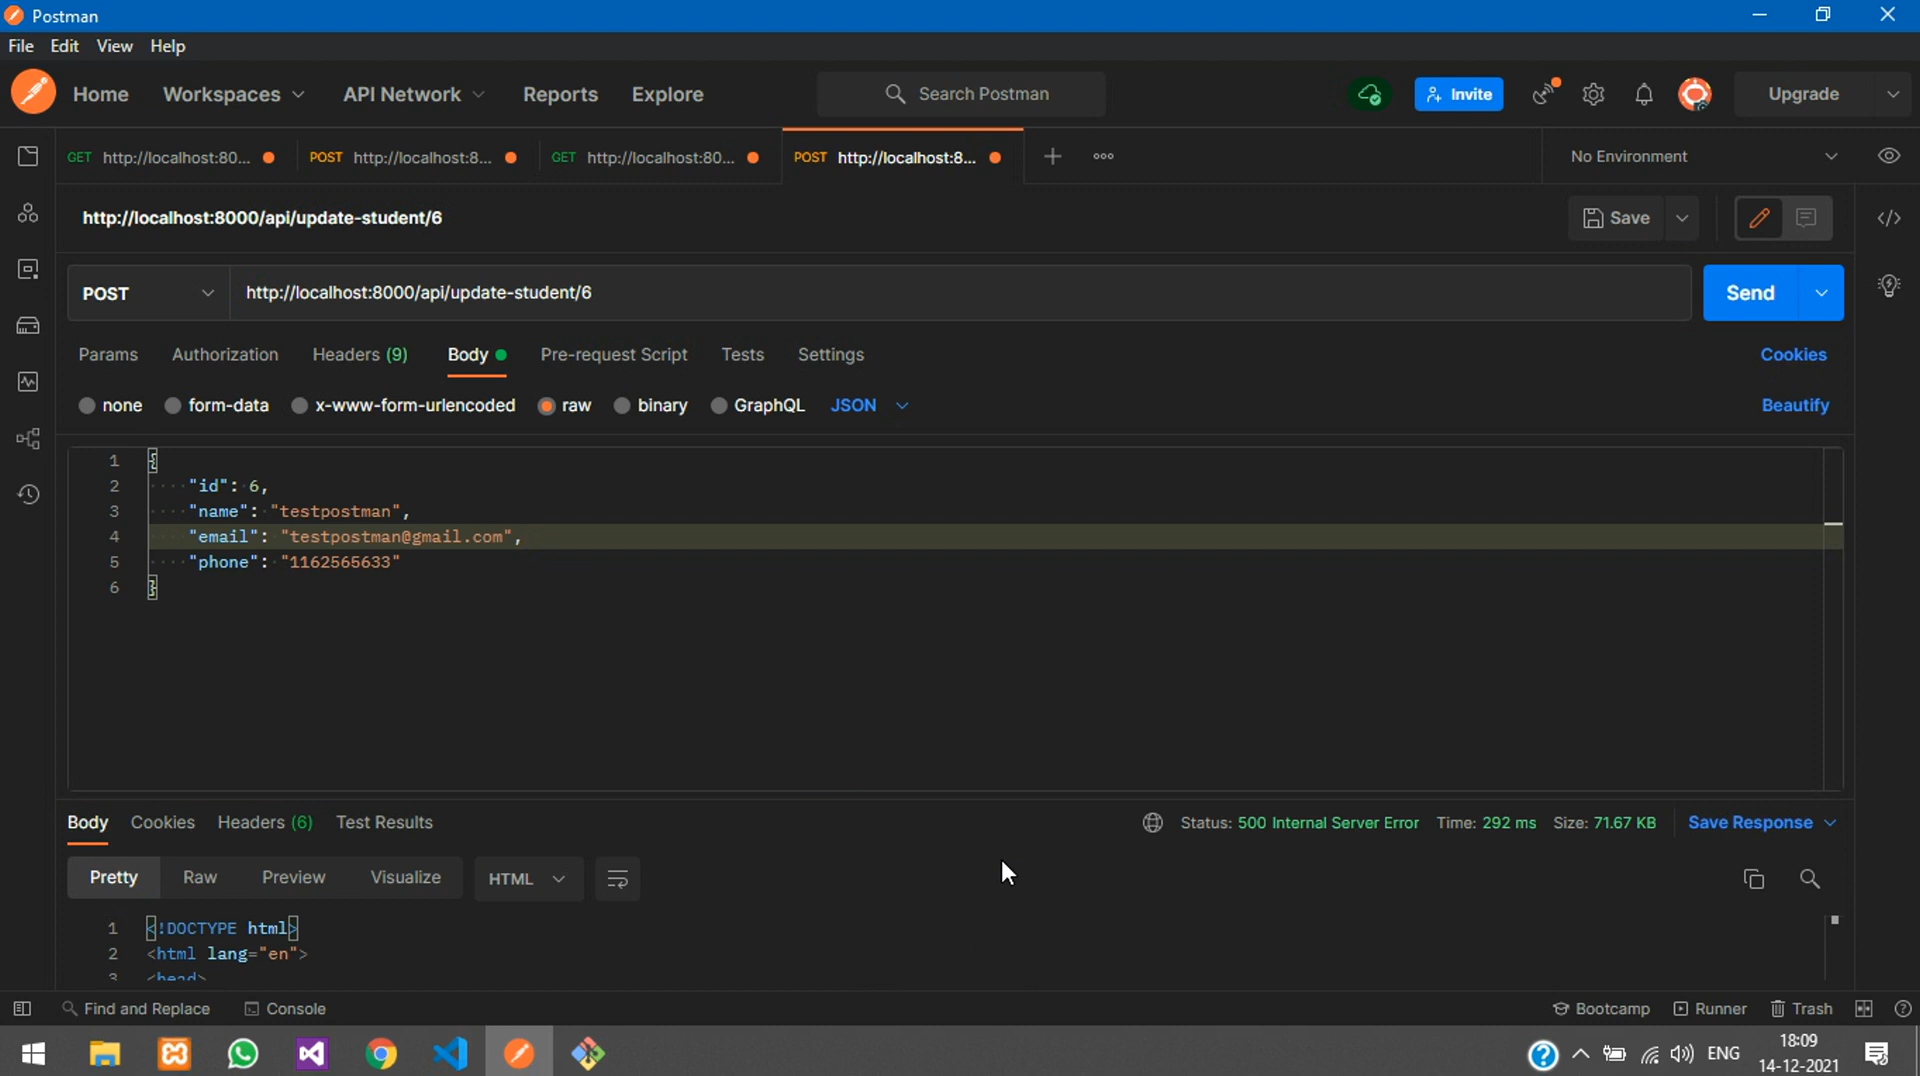 Postman
File Edit View Help
Home Workspaces API Network Reports Explore Search Postman Invite Upgrade
GET http://localhost:80... POST http://localhost:8... GET http://localhost:80... POST http://localhost:8... No Environment
http://localhost:8000/api/update-student/6 Save
POST http://localhost:8000/api/update-student/6 Send
Params Authorization Headers (9) Body Pre-request Script Tests Settings Cookies
none form-data x-www-form-urlencoded raw binary GraphQL JSON Beautify
1 {
2 "id": 6,
3 "name": "testpostman",
4 "email": "testpostman@gmail.com",
5 "phone": "1162565633"
6 }
Body Cookies Headers (6) Test Results Status: 500 Internal Server Error Time: 292 ms Size: 71.67 KB Save Response
Pretty Raw Preview Visualize HTML
1 <!DOCTYPE html>
2 <html lang="en">
3 <head>
Find and Replace Console Bootcamp Runner Trash
ENG 18:09
14-12-2021